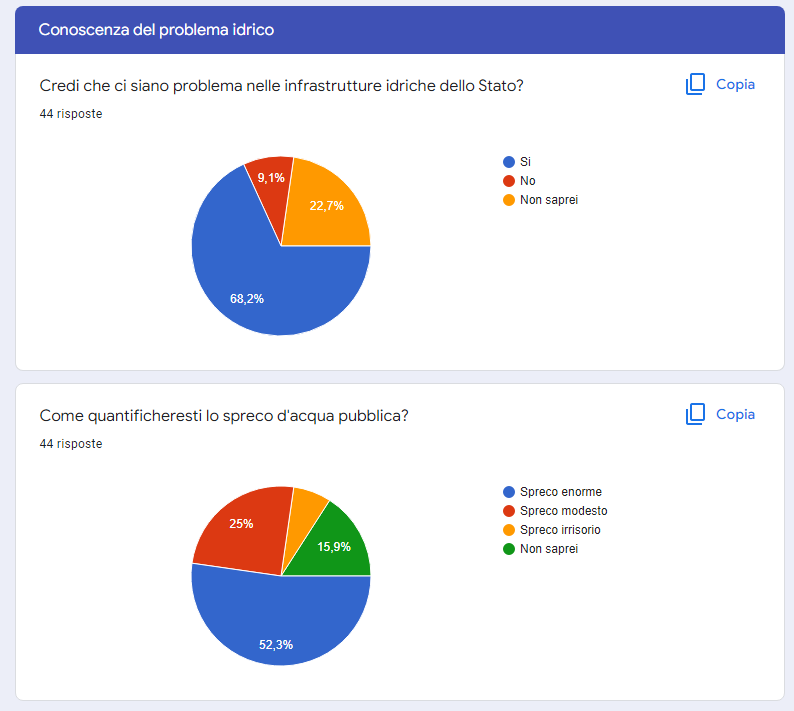 Conoscenza del problema idrico
Credi che ci siano problema nelle infrastrutture idriche dello Stato?
Copia
44 risposte
Si
No
Non saprei
9,1%
22,7%
68,2%
Come quantificheresti lo spreco d'acqua pubblica?
Copia
44 risposte
Spreco enorme
Spreco modesto
Spreco irrisorio
Non saprei
25%
15,9%
52,3%